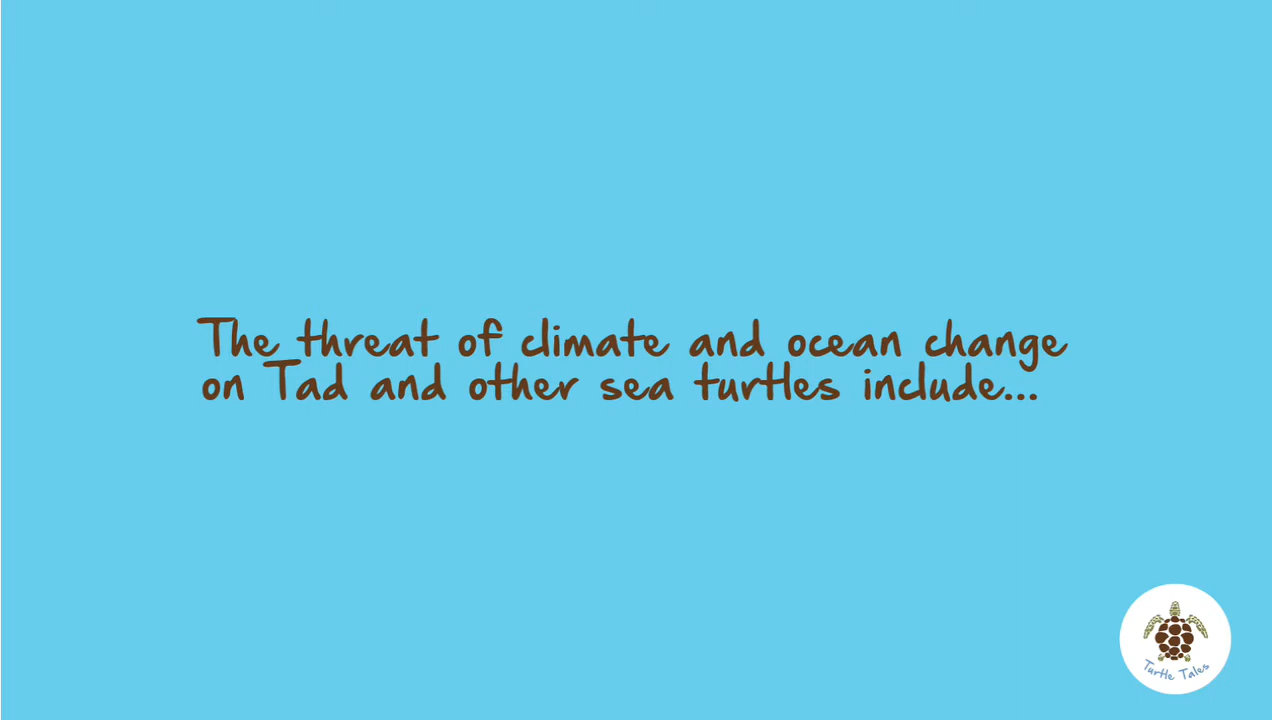 The threat of climate and ocean change
on Tad and other sea turtles include...
Turtle Tales